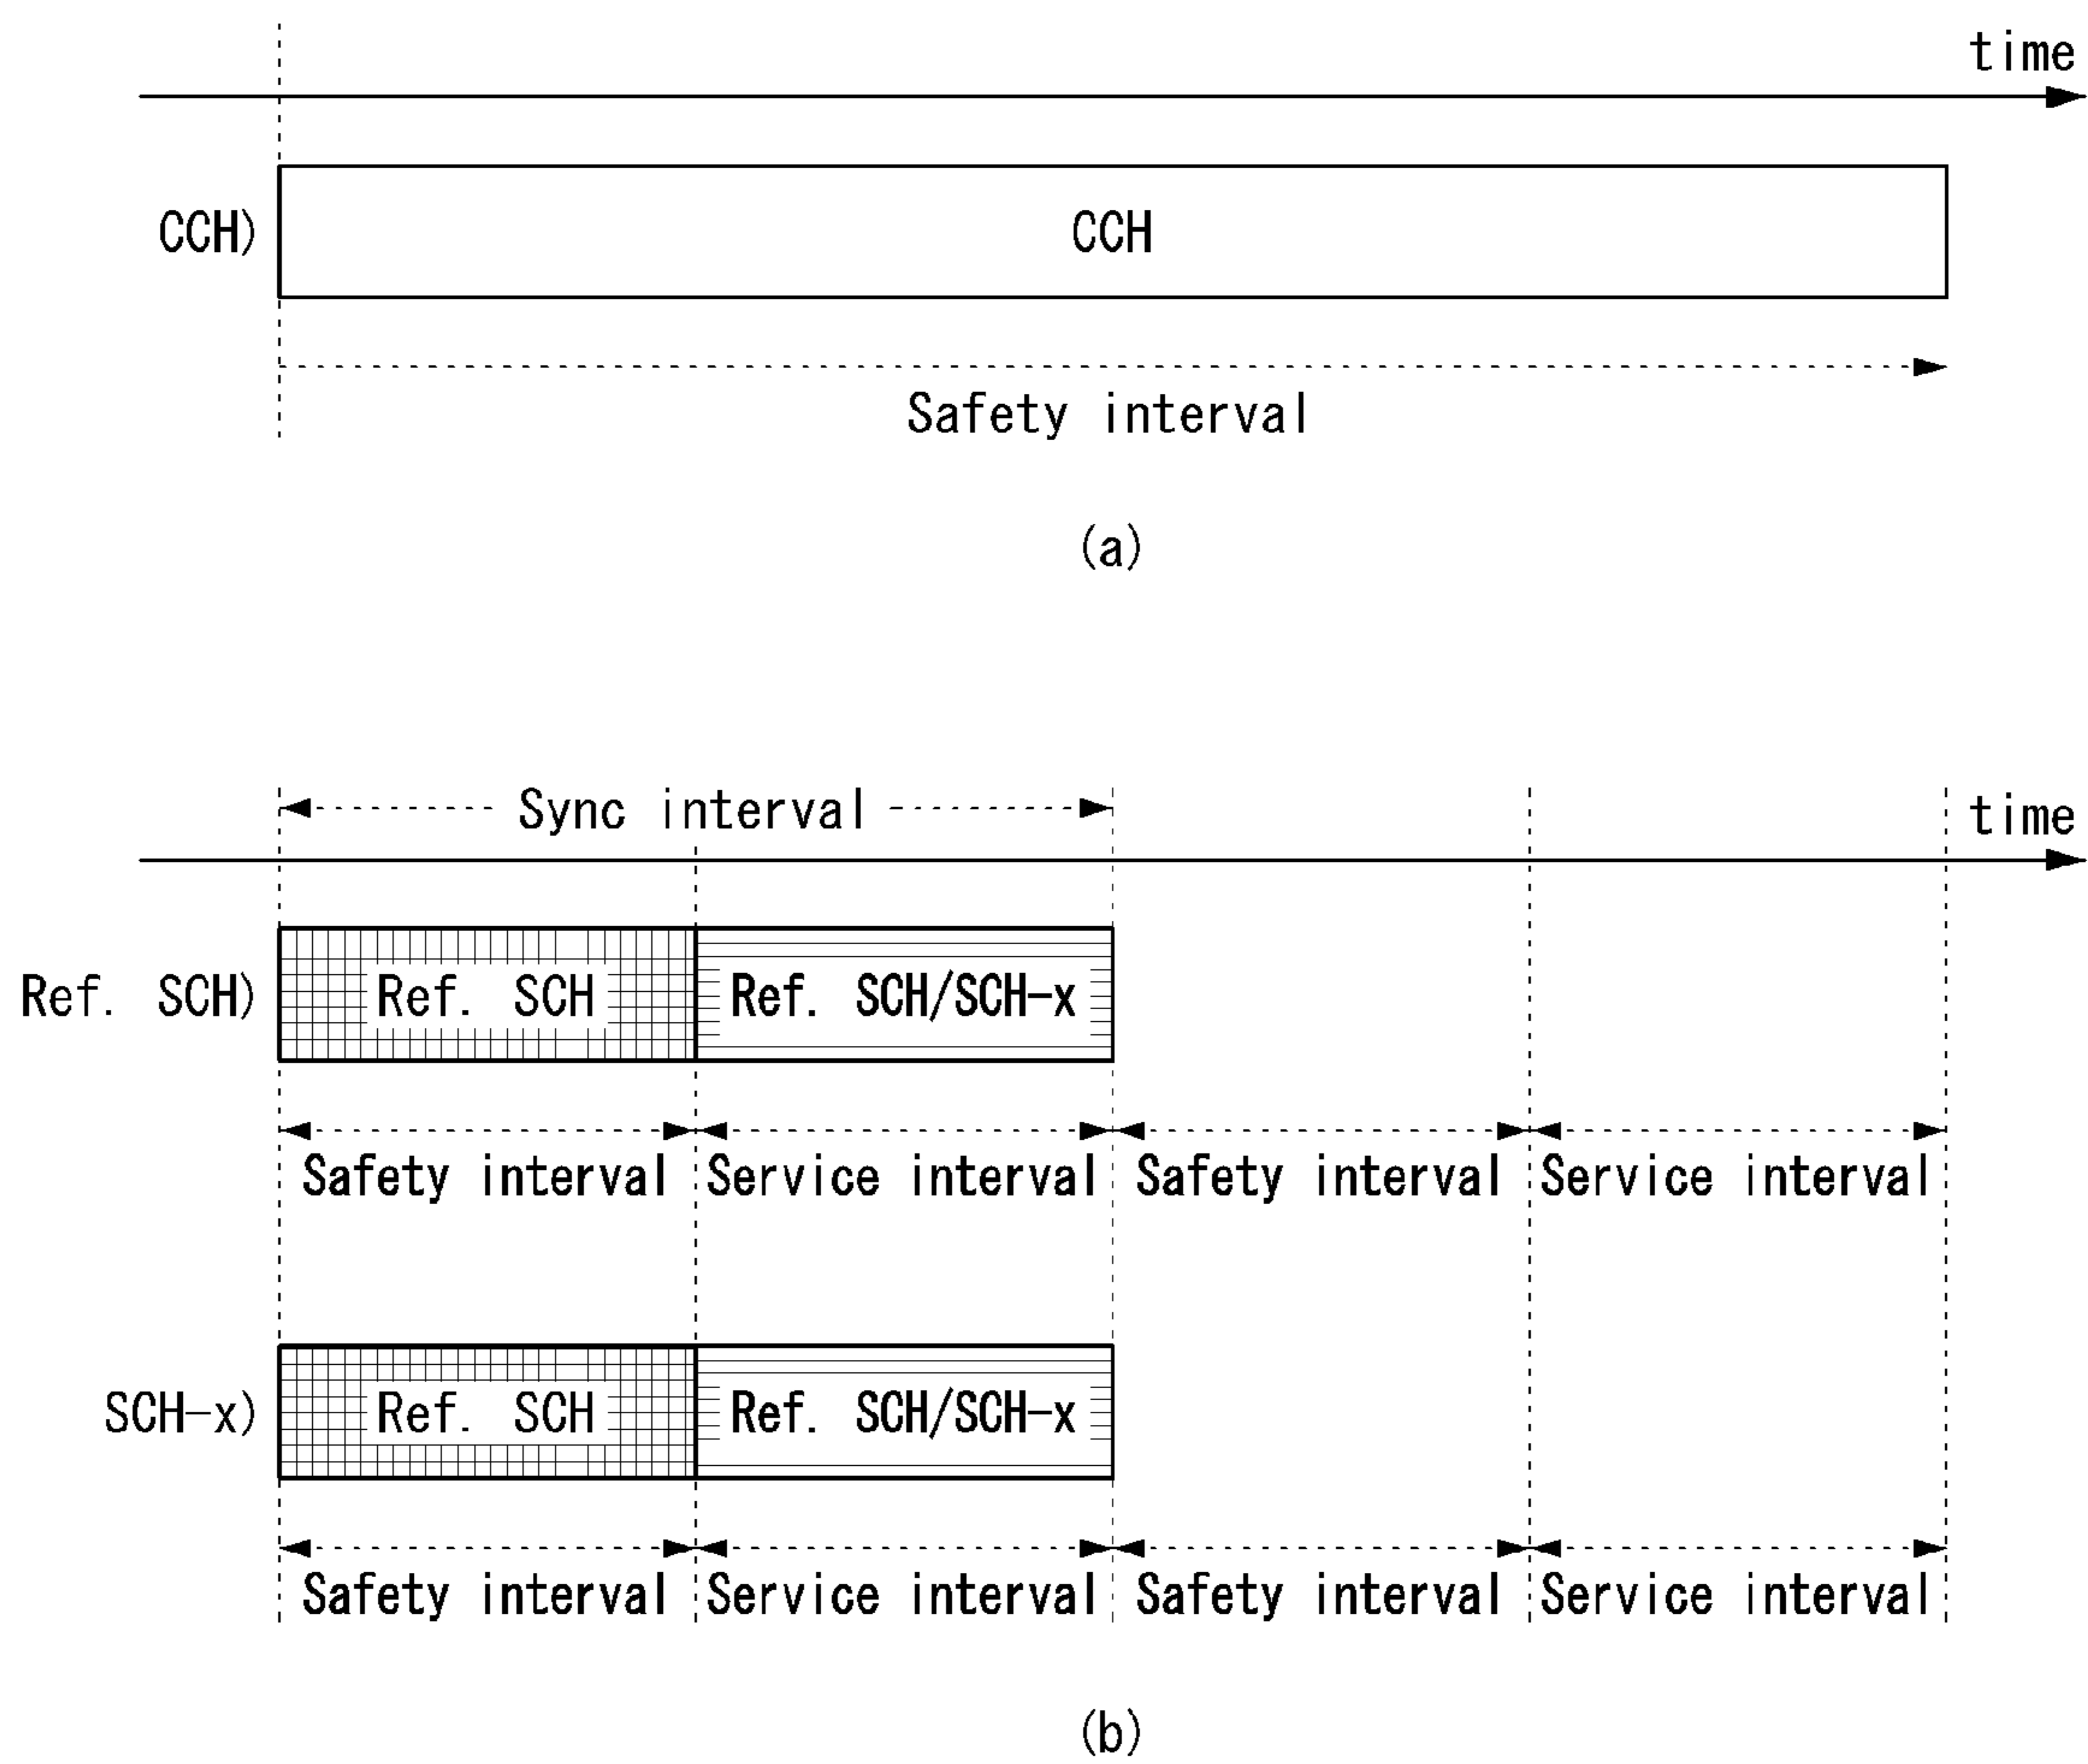 time
CCH) CCH
Safety interval
(a)
Sync interval
time
Ref. SCH) Ref. SCH Ref. SCH/SCH-x
Safety interval Service interval Safety interval Service interval
SCH-x) Ref. SCH Ref. SCH/SCH-x
Safety interval Service interval Safety interval Service interval
(b)